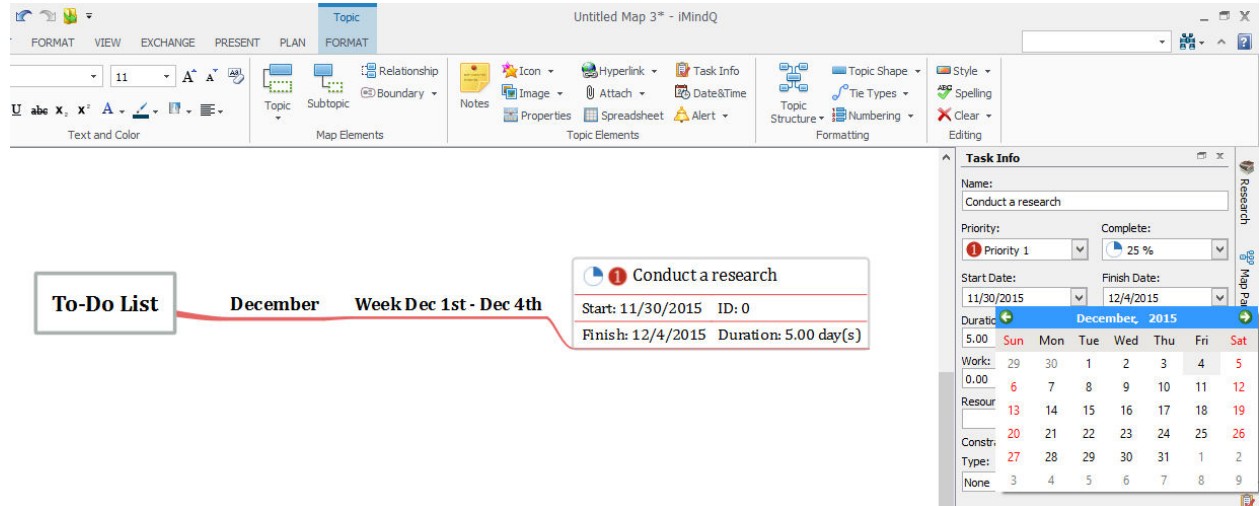 Topic
Untitled Map 3* - iMindQ
FORMAT VIEW EXCHANGE PRESENT PLAN FORMAT
11 A A
U abc X₂ X² A
Text and Color
Topic
Subtopic
Relationship
Boundary
Map Elements
Notes
Icon Hyperlink Task Info
Image Attach Date&Time
Properties Spreadsheet Alert
Topic Elements
Topic Structure
Topic Shape
Tie Types
Numbering
Formatting
Style
Spelling
Clear
Editing
To-Do List
December
Week Dec 1st - Dec 4th
1 Conduct a research
Start: 11/30/2015 ID: 0
Finish: 12/4/2015 Duration: 5.00 day(s)
Task Info
Name:
Conduct a research
Priority: Complete:
1 Priority 1 25 %
Start Date: Finish Date:
11/30/2015 12/4/2015
5.00
Work:
0.00
Type:
None
December, 2015
Sun Mon Tue Wed Thu Fri Sat
29 30 1 2 3 4 5
6 7 8 9 10 11 12
13 14 15 16 17 18 19
20 21 22 23 24 25 26
27 28 29 30 31 1 2
3 4 5 6 7 8 9
Research
Map Pa